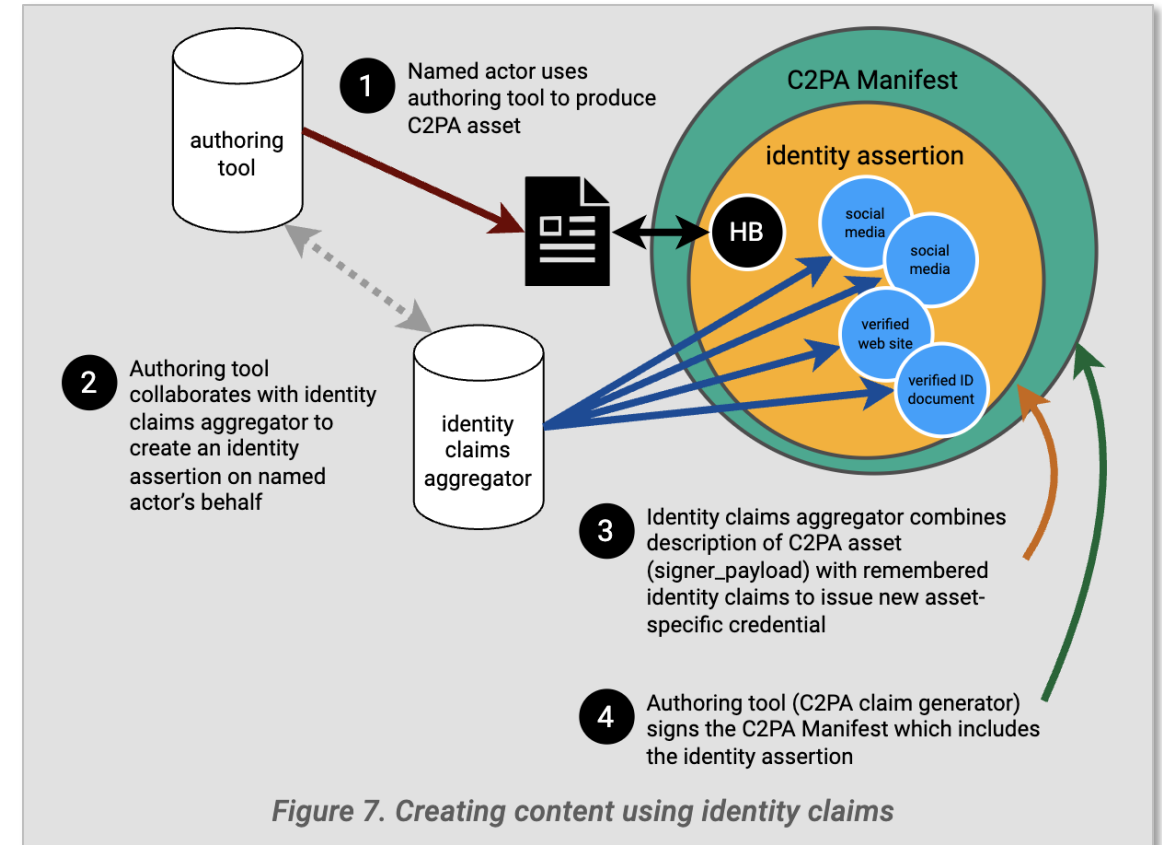 authoring
tool
1
Named actor uses
authoring tool to produce
C2PA asset
C2PA Manifest
identity assertion
HB
social
media
social
media
verified
web site
verified ID
document
2
Authoring tool
collaborates with identity
claims aggregator to
create an identity
assertion on named
actor’s behalf
identity
claims
aggregator
3
Identity claims aggregator combines
description of C2PA asset
(signer_payload) with remembered
identity claims to issue new asset-
specific credential
4
Authoring tool (C2PA claim generator)
signs the C2PA Manifest which includes
the identity assertion
Figure 7. Creating content using identity claims